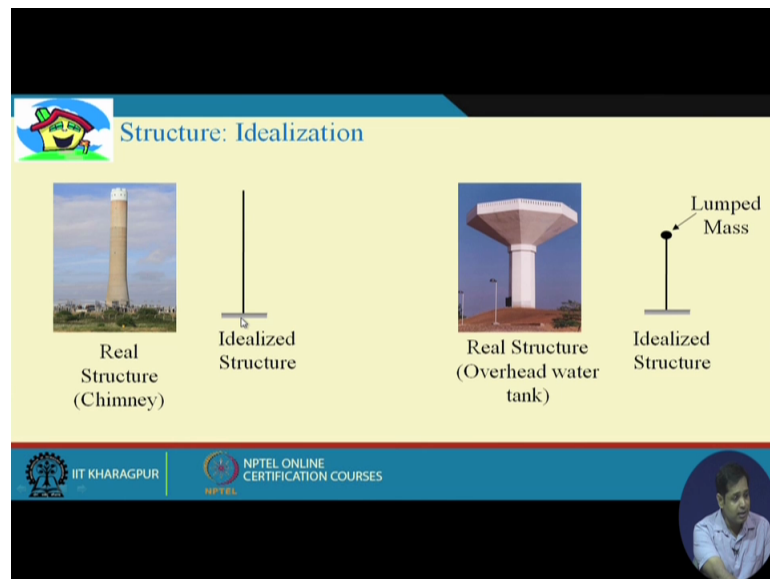 Structure: Idealization
Real
Structure
(Chimney)
Idealized
Structure
Real Structure
(Overhead water
tank)
Lumped
Mass
Idealized
Structure
IIT KHARAGPUR
NPTEL
NPTEL ONLINE
CERTIFICATION COURSES